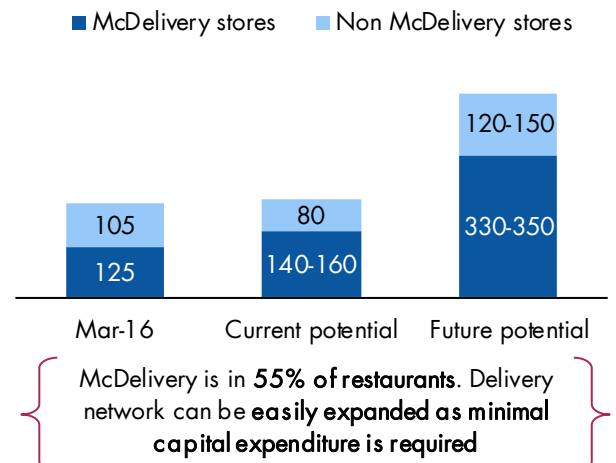 McDelivery stores Non McDelivery stores
120-150
330-350
105
125
80
140-160
Mar-16 Current potential Future potential
McDelivery is in 55% of restaurants. Delivery
network can be easily expanded as minimal
capital expenditure is required